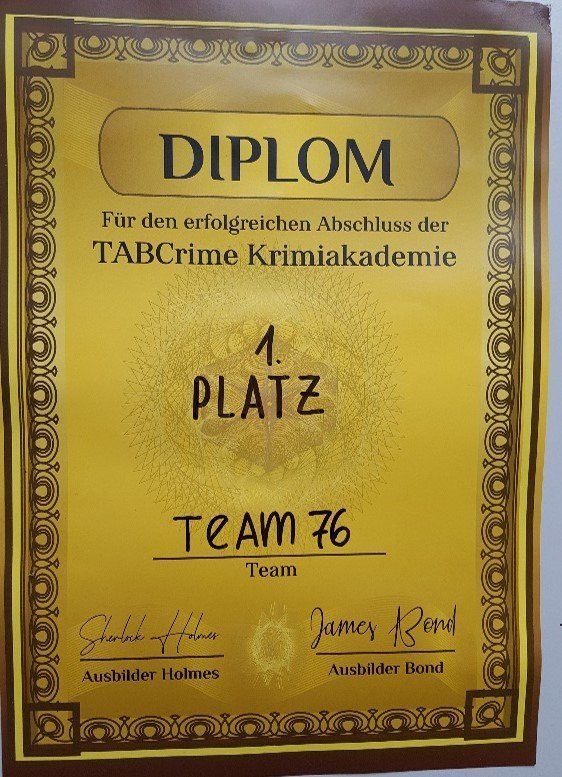 DIPLOM
Für den erfolgreichen Abschluss der
TABCrime Krimiakademie
1.
PLATZ
TEAM 76
Team
Sherlock Holmes
Ausbilder Holmes
James Bond
Ausbilder Bond